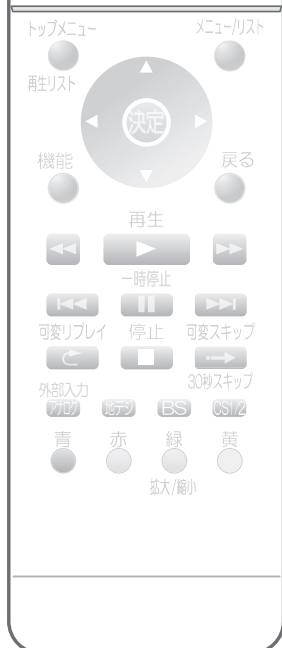 トップメニュー メニュー/リスト
再生リスト
決定
機能 戻る
再生
一時停止
可変リプレイ 停止 可変スキップ
30秒スキップ
外部入力
アナログ 地デジ BS CS1/2
青 赤 緑 黄
拡大/縮小